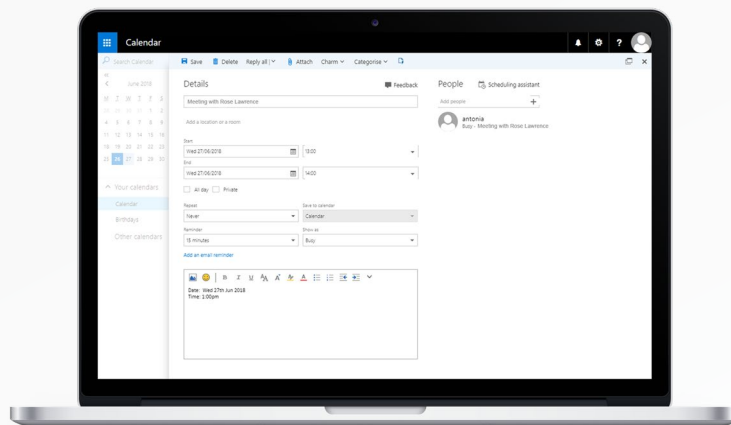 Calendar
?
Search Calendar
Save Delete Reply all Attach Charm Categorise
June 2018
Details
Feedback
People Scheduling assistant
Meeting with Rose Lawrence
Add people
Add a location or a room
antonia
Busy - Meeting with Rose Lawrence
Start
Wed 27/06/2018 13:00
End
Wed 27/06/2018 14:00
All day Private
Your calendars
Calendar
Birthdays
Other calendars
Repeat Save to calendar
Never Calendar
Reminder Show as
15 minutes Busy
Add an email reminder
B I U
Date: Wed 27th Jun 2018
Time: 1:00pm